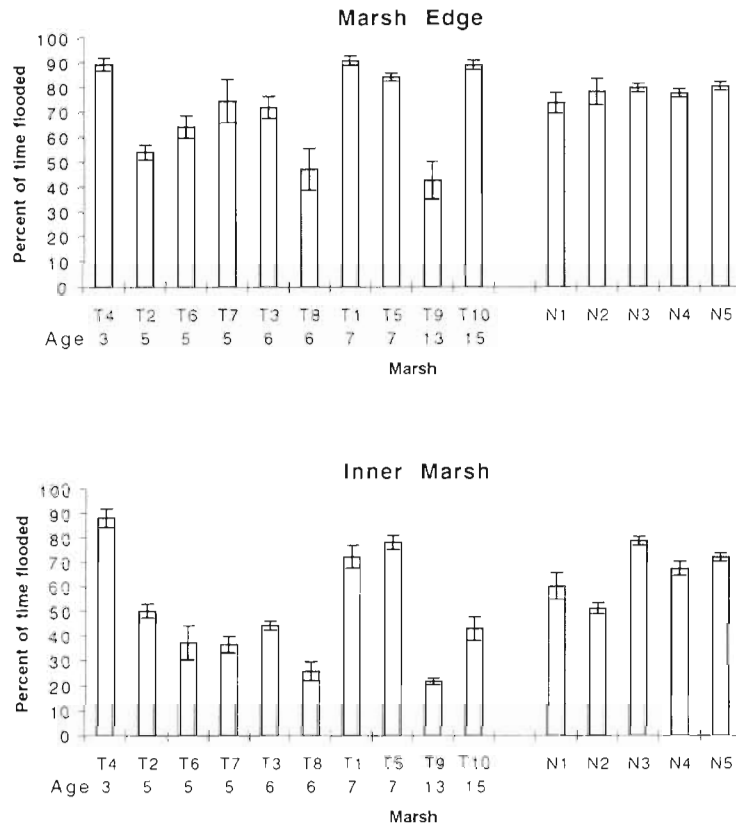 Marsh Edge
Percent of time flooded
100
90
80
70
60
50
40
30
20
10
0
T4 T2 T6 T7 T3 T8 T1 T5 T9 T10 N1 N2 N3 N4 N5
Age 3 5 5 5 6 6 7 7 13 15
Marsh
Inner Marsh
Percent of time flooded
100
90
80
70
60
50
40
30
20
10
0
T4 T2 T6 T7 T3 T8 T1 T5 T9 T10 N1 N2 N3 N4 N5
Age 3 5 5 5 6 6 7 7 13 15
Marsh